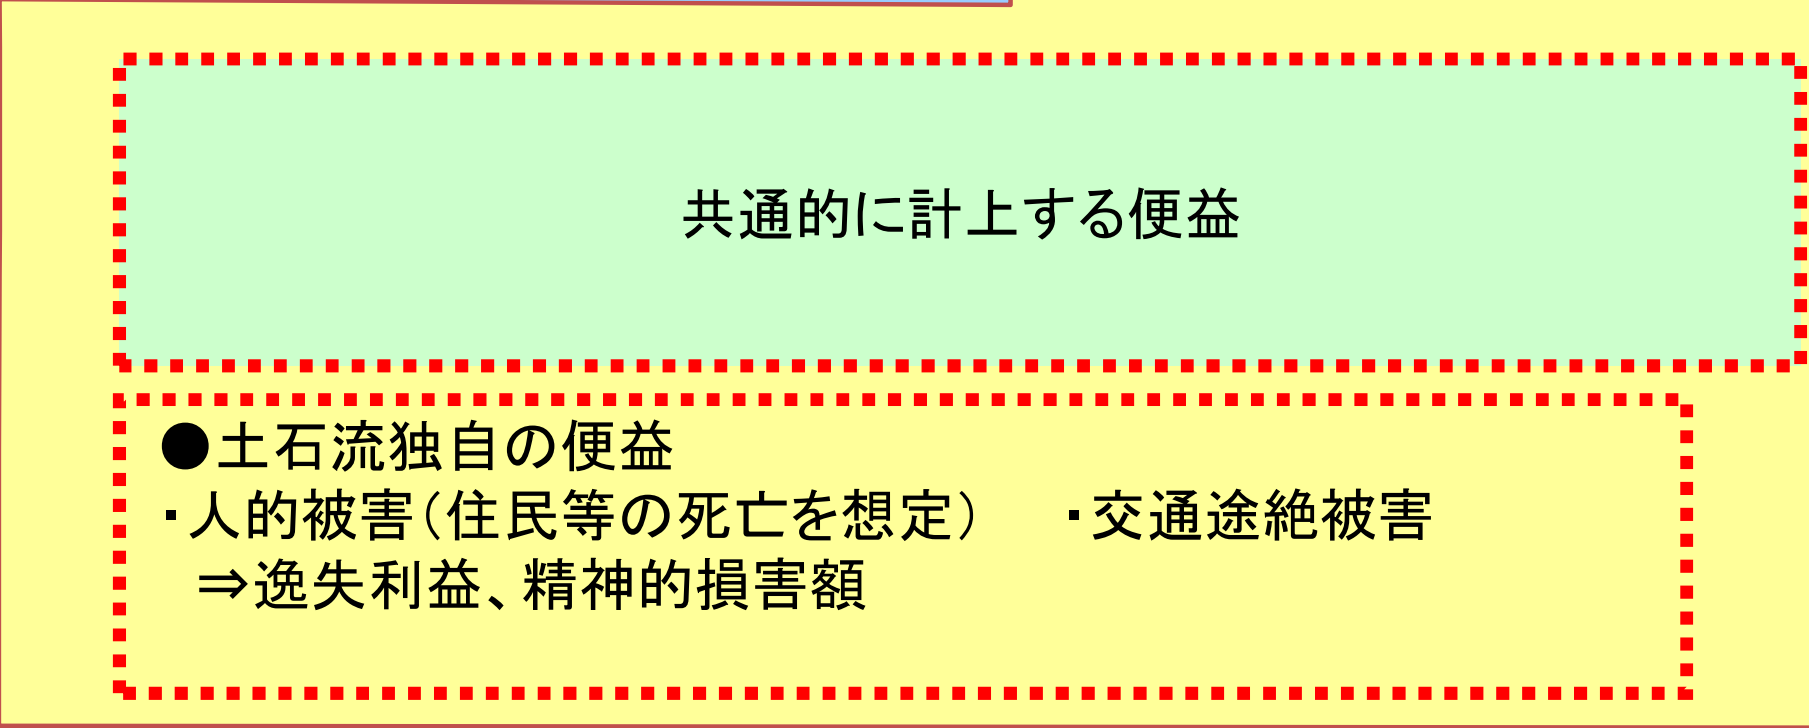 共通的に計上する便益
●土石流独自の便益
・人的被害(住民等の死亡を想定)　・交通途絶被害
⇒逸失利益、精神的損害額